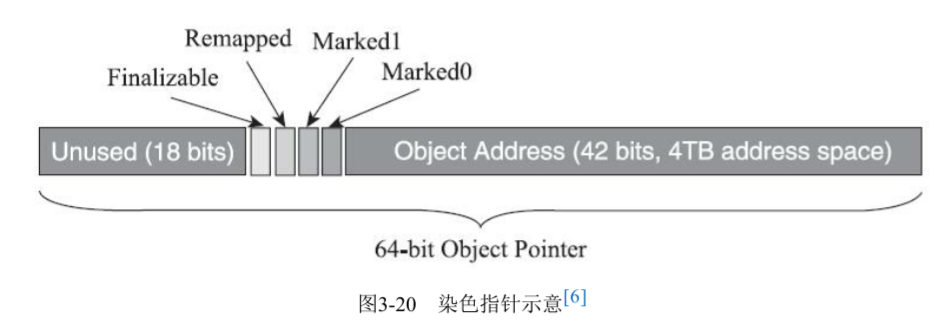 Remapped Marked1
Finalizable Marked0
Unused (18 bits) Object Address (42 bits, 4TB address space)
64-bit Object Pointer
图3-20 染色指针示意[6]